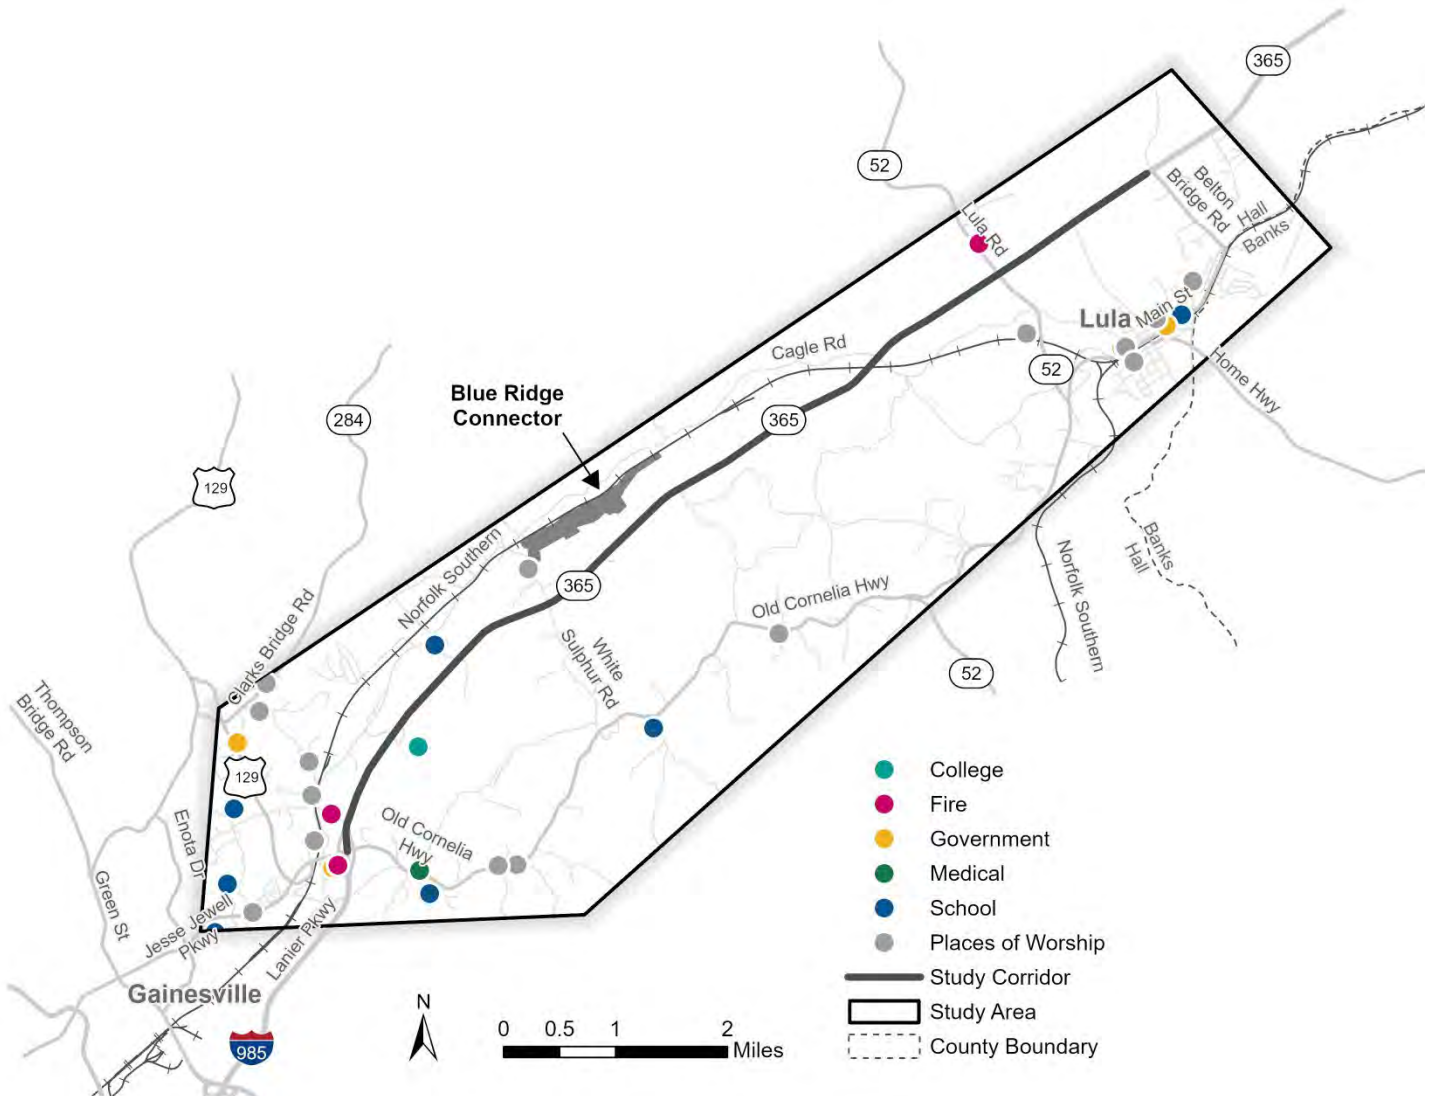 365
52
Belton
Bridge Rd
Hall
Banks
Lula Rd
Main St
Lula
Cagle Rd
52
Home Hwy
Blue Ridge
Connector
365
284
129
Norfolk Southern
365
Old Cornelia Hwy
Banks
Hall
Norfolk Southern
White
Sulphur Rd
Clarks Bridge Rd
52
Thompson
Bridge Rd
129
Enota Dr
Old Cornelia
Hwy
Green St
Jesse Jewell
Pkwy
Lanier Pkwy
Gainesville
985
N
0 0.5 1 2
Miles
College
Fire
Government
Medical
School
Places of Worship
Study Corridor
Study Area
County Boundary